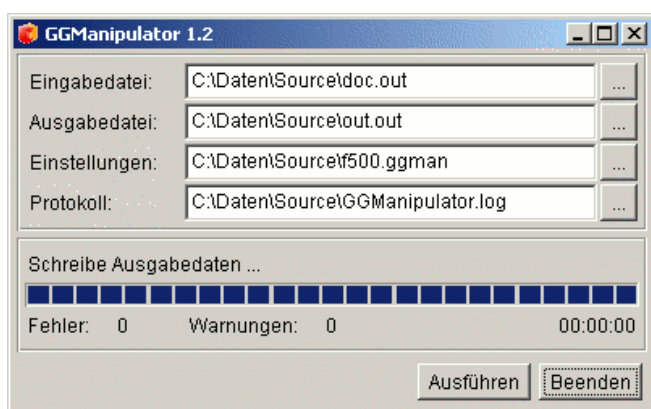 GGManipulator 1.2
Eingabedatei: C:\Daten\Source\doc.out ...
Ausgabedatei: C:\Daten\Source\out.out ...
Einstellungen: C:\Daten\Source\f500.ggman ...
Protokoll: C:\Daten\Source\GGManipulator.log ...
Schreibe Ausgabedaten ...
Fehler: 0 Warnungen: 0 00:00:00
Ausführen Beenden